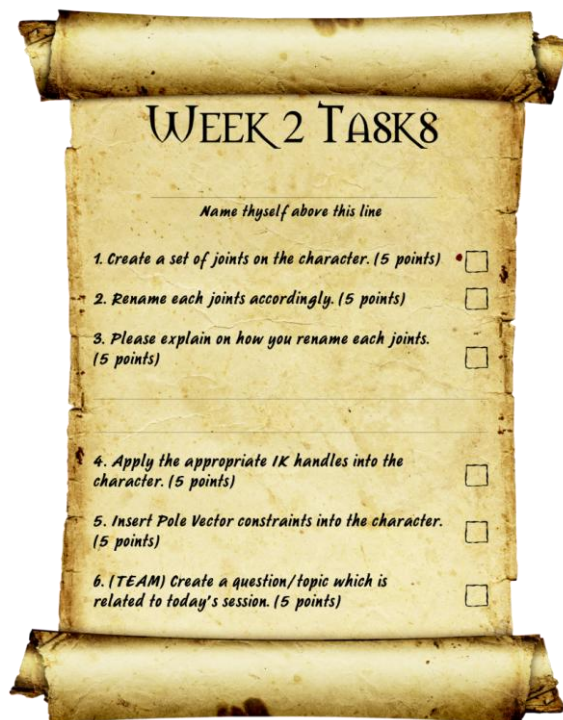 WEEK 2 TASKS
Name thyself above this line
1. Create a set of joints on the character. (5 points)
2. Rename each joints accordingly. (5 points)
3. Please explain on how you rename each joints.
(5 points)
4. Apply the appropriate IK handles into the
character. (5 points)
5. Insert Pole Vector constraints into the character.
(5 points)
6. (TEAM) Create a question/topic which is
related to today's session. (5 points)